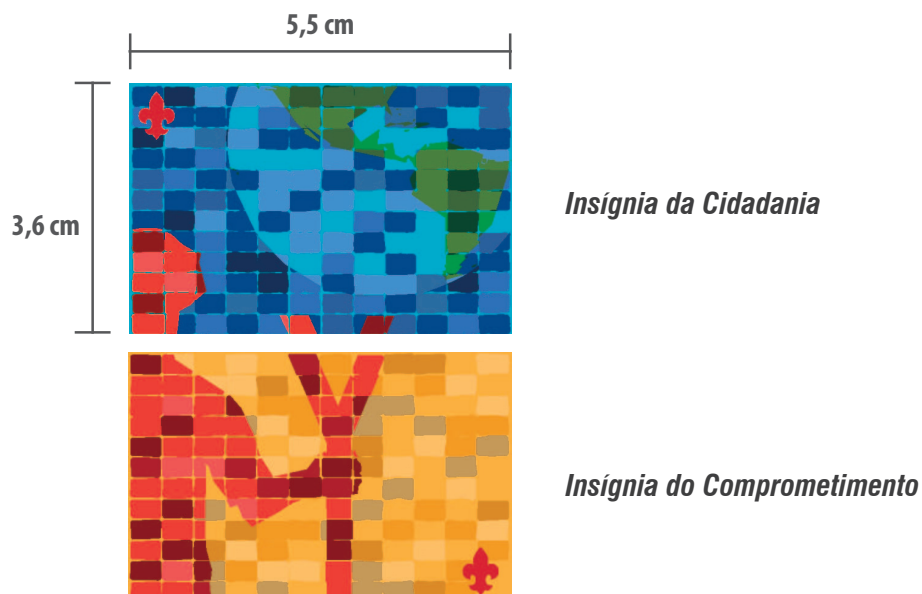 5,5 cm
3,6 cm
Insígnia da Cidadania
Insígnia do Comprometimento